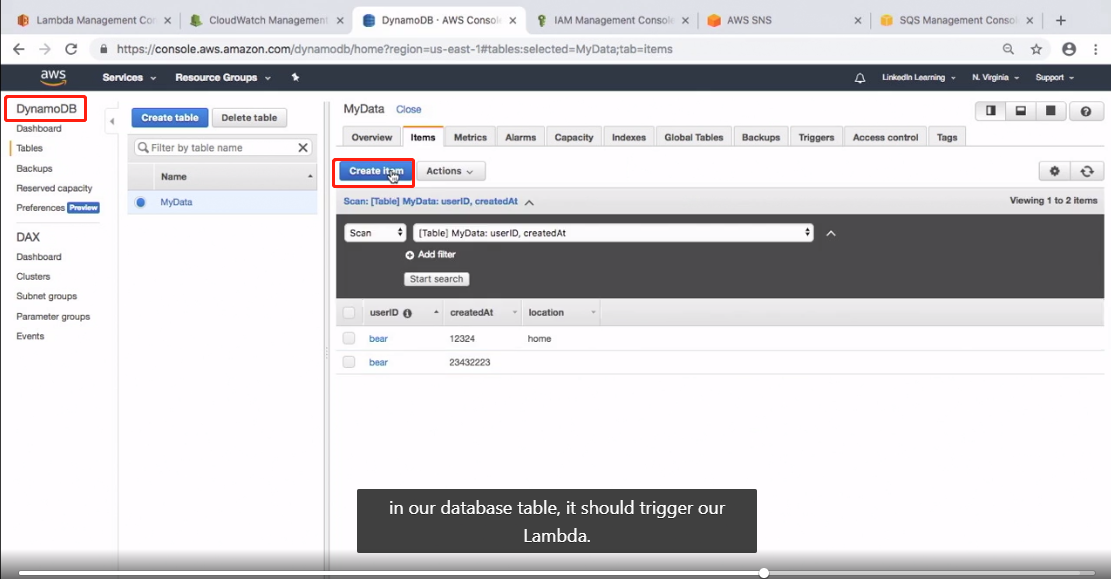 Lambda Management Con
CloudWatch Management
DynamoDB · AWS Console
IAM Management Console
AWS SNS
SQS Management Consol
https://console.aws.amazon.com/dynamodb/home?region=us-east-1#tables:selected=MyData;tab=items
aws
Services
Resource Groups
LinkedIn Learning
N. Virginia
Support
DynamoDB
Dashboard
Tables
Backups
Reserved capacity
Preferences Preview
DAX
Dashboard
Clusters
Subnet groups
Parameter groups
Events
Create table
Delete table
Filter by table name
Name
MyData
MyData Close
Overview Items Metrics Alarms Capacity Indexes Global Tables Backups Triggers Access control Tags
Create item Actions
Scan: [Table] MyData: userID, createdAt
Viewing 1 to 2 items
Scan [Table] MyData: userID, createdAt
Add filter
Start search
userID createdAt location
bear 12324 home
bear 23432223
in our database table, it should trigger our
Lambda.